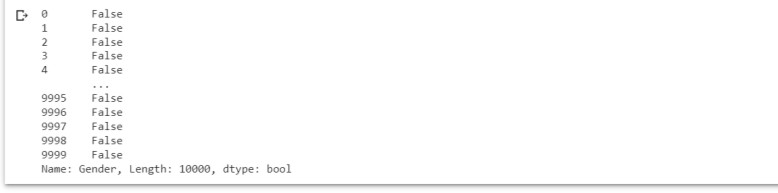 0 False
1 False
2 False
3 False
4 False
...
9995 False
9996 False
9997 False
9998 False
9999 False
Name: Gender, Length: 10000, dtype: bool